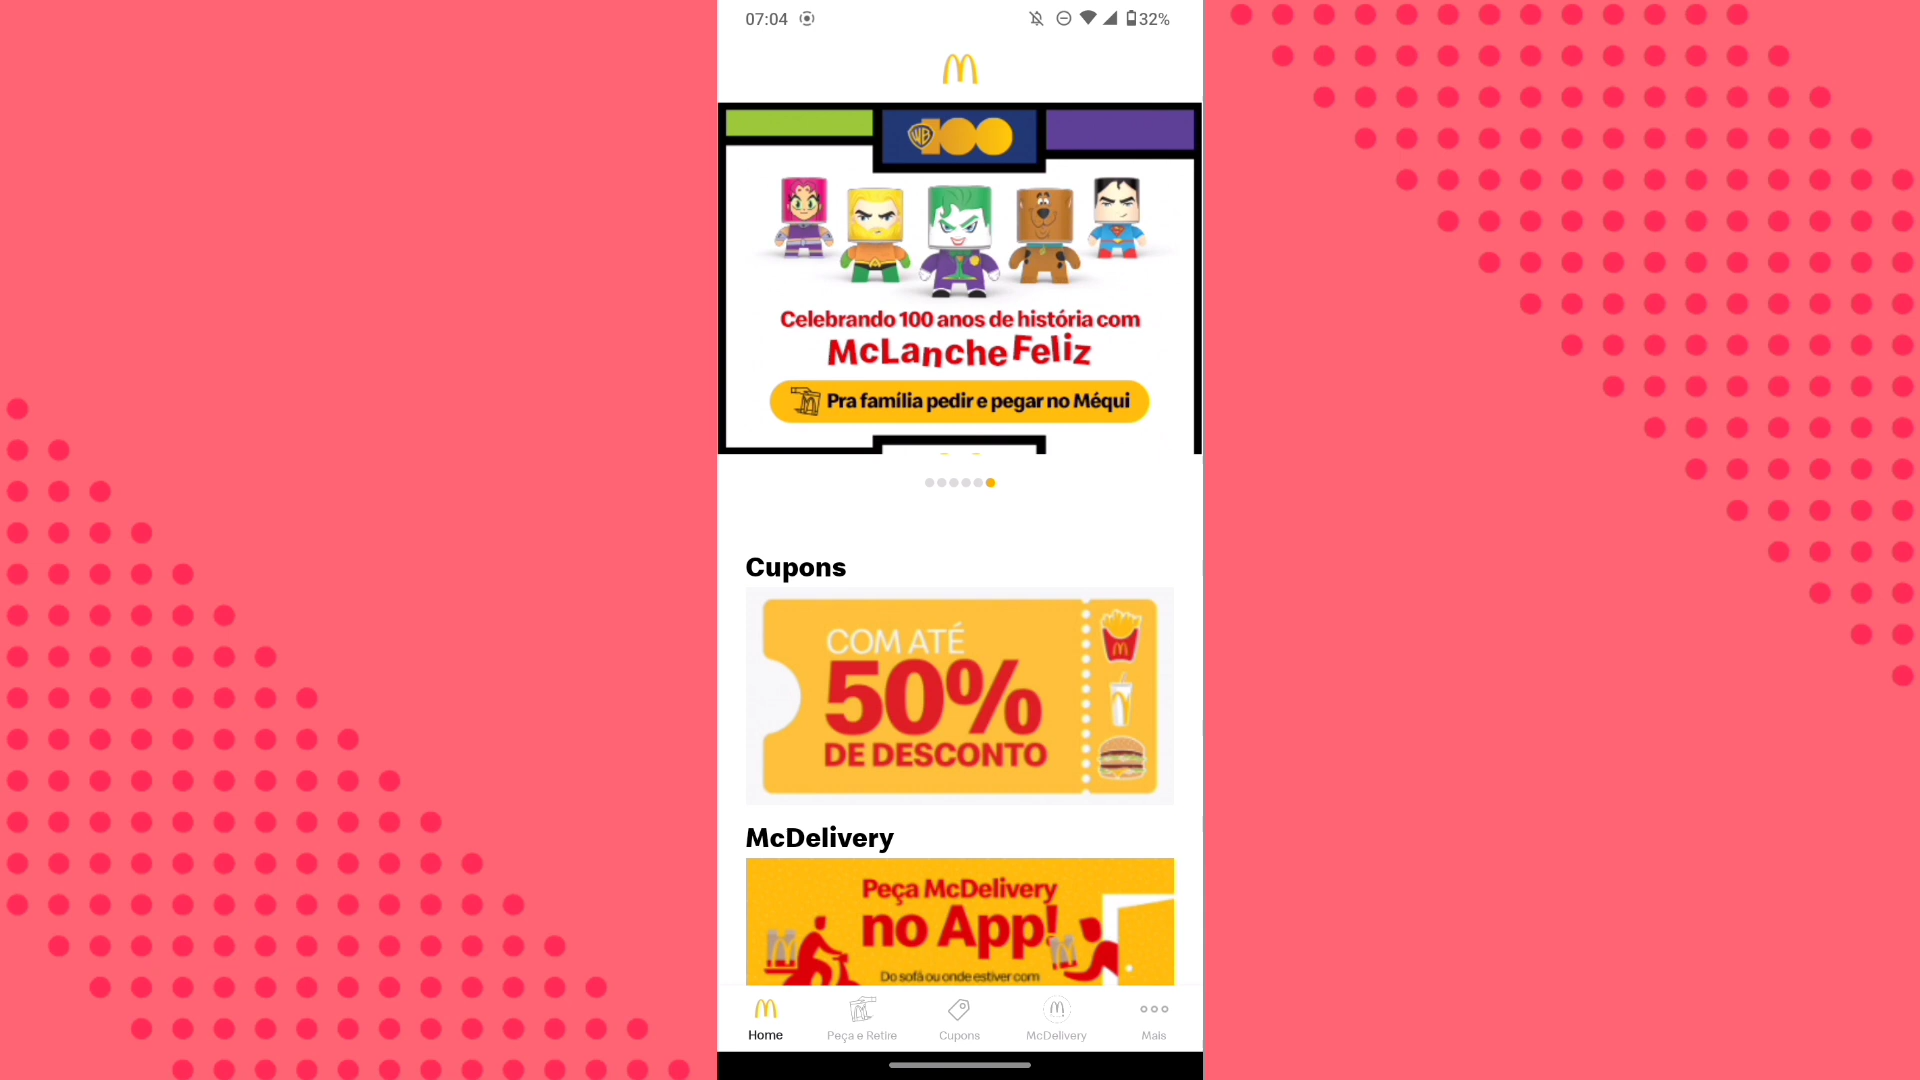 07:04
32%
WB 100
Celebrando 100 anos de história com
McLanche Feliz
Pra família pedir e pegar no Méqui
Cupons
COM ATÉ
50%
DE DESCONTO
McDelivery
Peça McDelivery
no App!
Do sofá ou onde estiver com
Home
Peça e Retire
Cupons
McDelivery
Mais